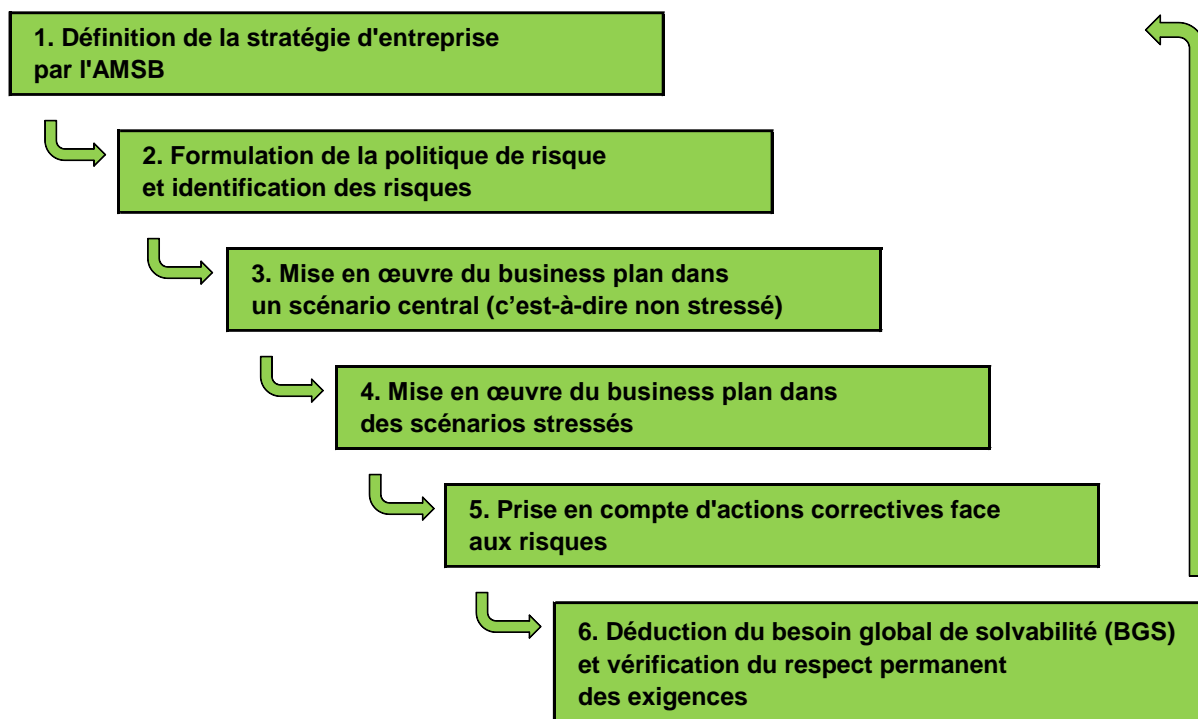 1. Définition de la stratégie d'entreprise
par l'AMSB
2. Formulation de la politique de risque
et identification des risques
3. Mise en œuvre du business plan dans
un scénario central (c’est-à-dire non stressé)
4. Mise en œuvre du business plan dans
des scénarios stressés
5. Prise en compte d'actions correctives face
aux risques
6. Déduction du besoin global de solvabilité (BGS)
et vérification du respect permanent
des exigences